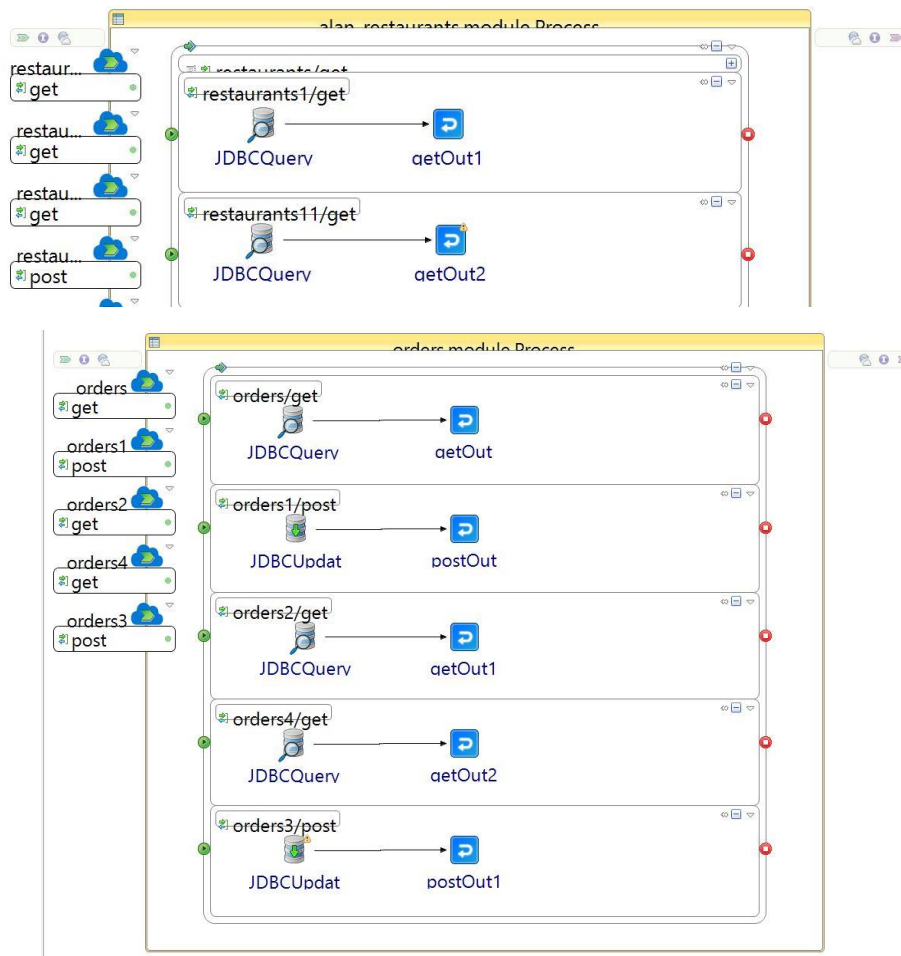 alan_restaurants module Process
restaur...
get
restaurants/get
restaurants1/get
JDBCQuery
getOut1
restau...
get
restau...
get
restaurants11/get
JDBCQuery
getOut2
restau...
post
orders module Process
orders
get
orders/get
JDBCQuery
getOut
orders1
post
orders1/post
JDBCUpdat
postOut
orders2
get
orders4
get
orders3
post
orders2/get
JDBCQuery
getOut1
orders4/get
JDBCQuery
getOut2
orders3/post
JDBCUpdat
postOut1